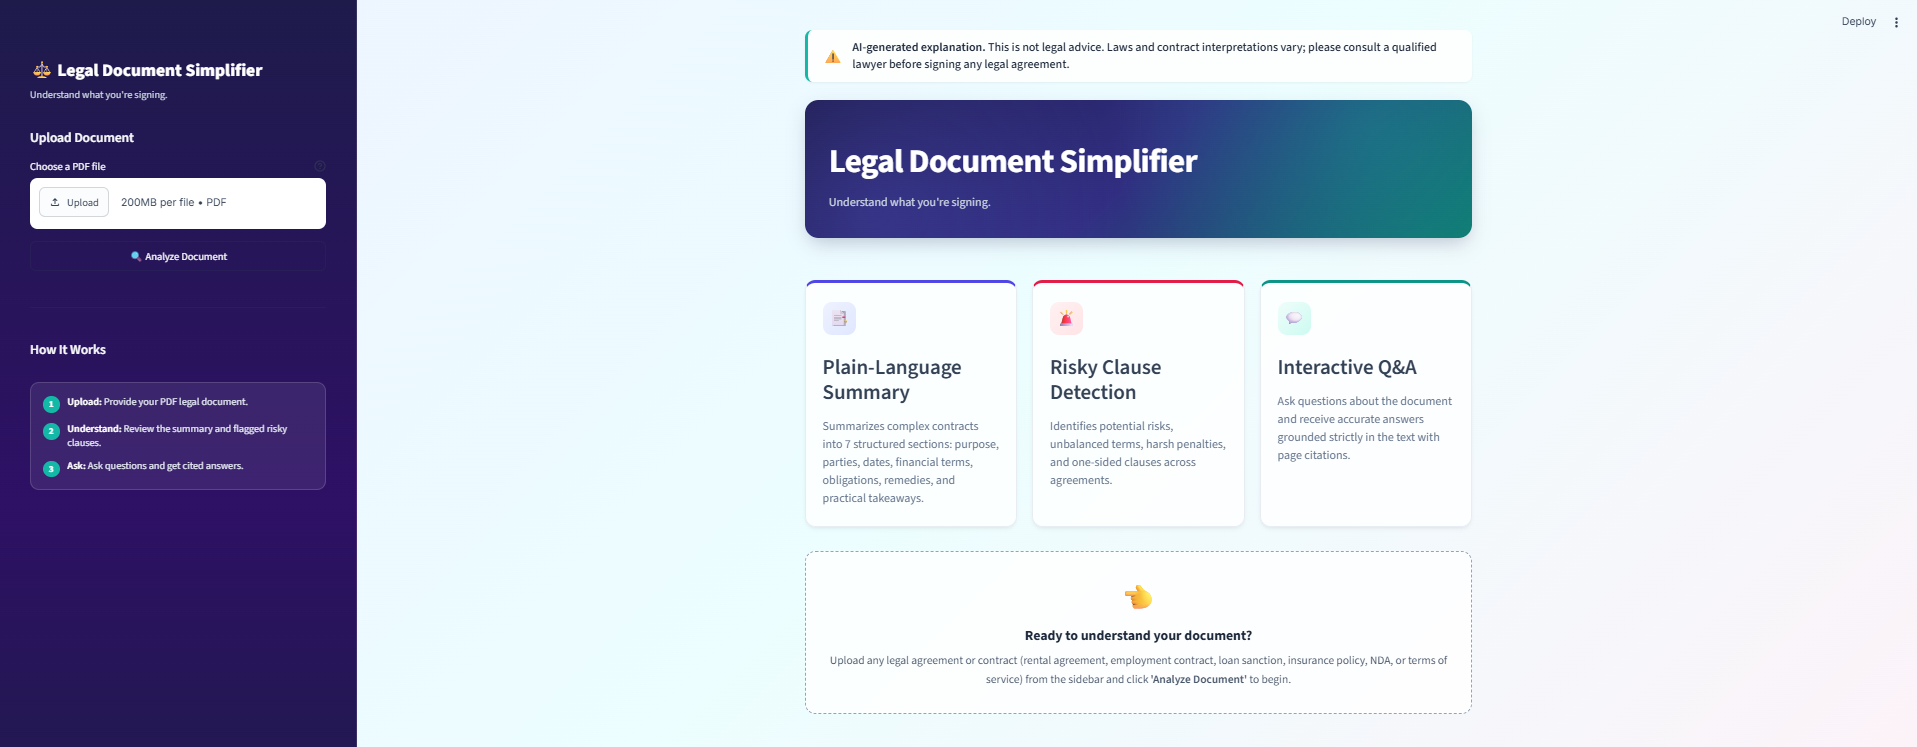 Legal Document Simplifier
Understand what you're signing.
Upload Document
Choose a PDF file
Upload
200MB per file • PDF
Analyze Document
How It Works
1 Upload: Provide your PDF legal document.
2 Understand: Review the summary and flagged risky
clauses.
3 Ask: Ask questions and get cited answers.
Deploy
AI-generated explanation. This is not legal advice. Laws and contract interpretations vary; please consult a qualified
lawyer before signing any legal agreement.
Legal Document Simplifier
Understand what you're signing.
Plain-Language
Summary
Summarizes complex contracts
into 7 structured sections: purpose,
parties, dates, financial terms,
obligations, remedies, and
practical takeaways.
Risky Clause
Detection
Identifies potential risks,
unbalanced terms, harsh penalties,
and one-sided clauses across
agreements.
Interactive Q&A
Ask questions about the document
and receive accurate answers
grounded strictly in the text with
page citations.
Ready to understand your document?
Upload any legal agreement or contract (rental agreement, employment contract, loan sanction, insurance policy, NDA, or terms of
service) from the sidebar and click 'Analyze Document' to begin.